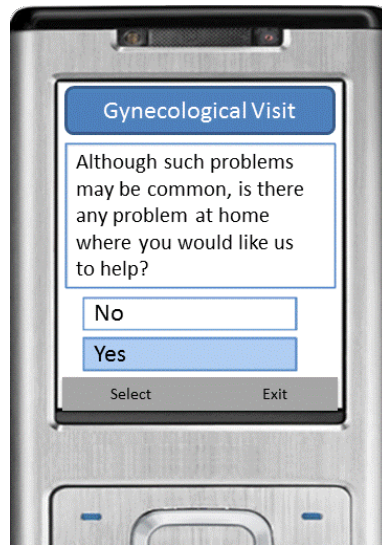 Gynecological Visit
Although such problems
may be common, is there
any problem at home
where you would like us
to help?
No
Yes
Select Exit